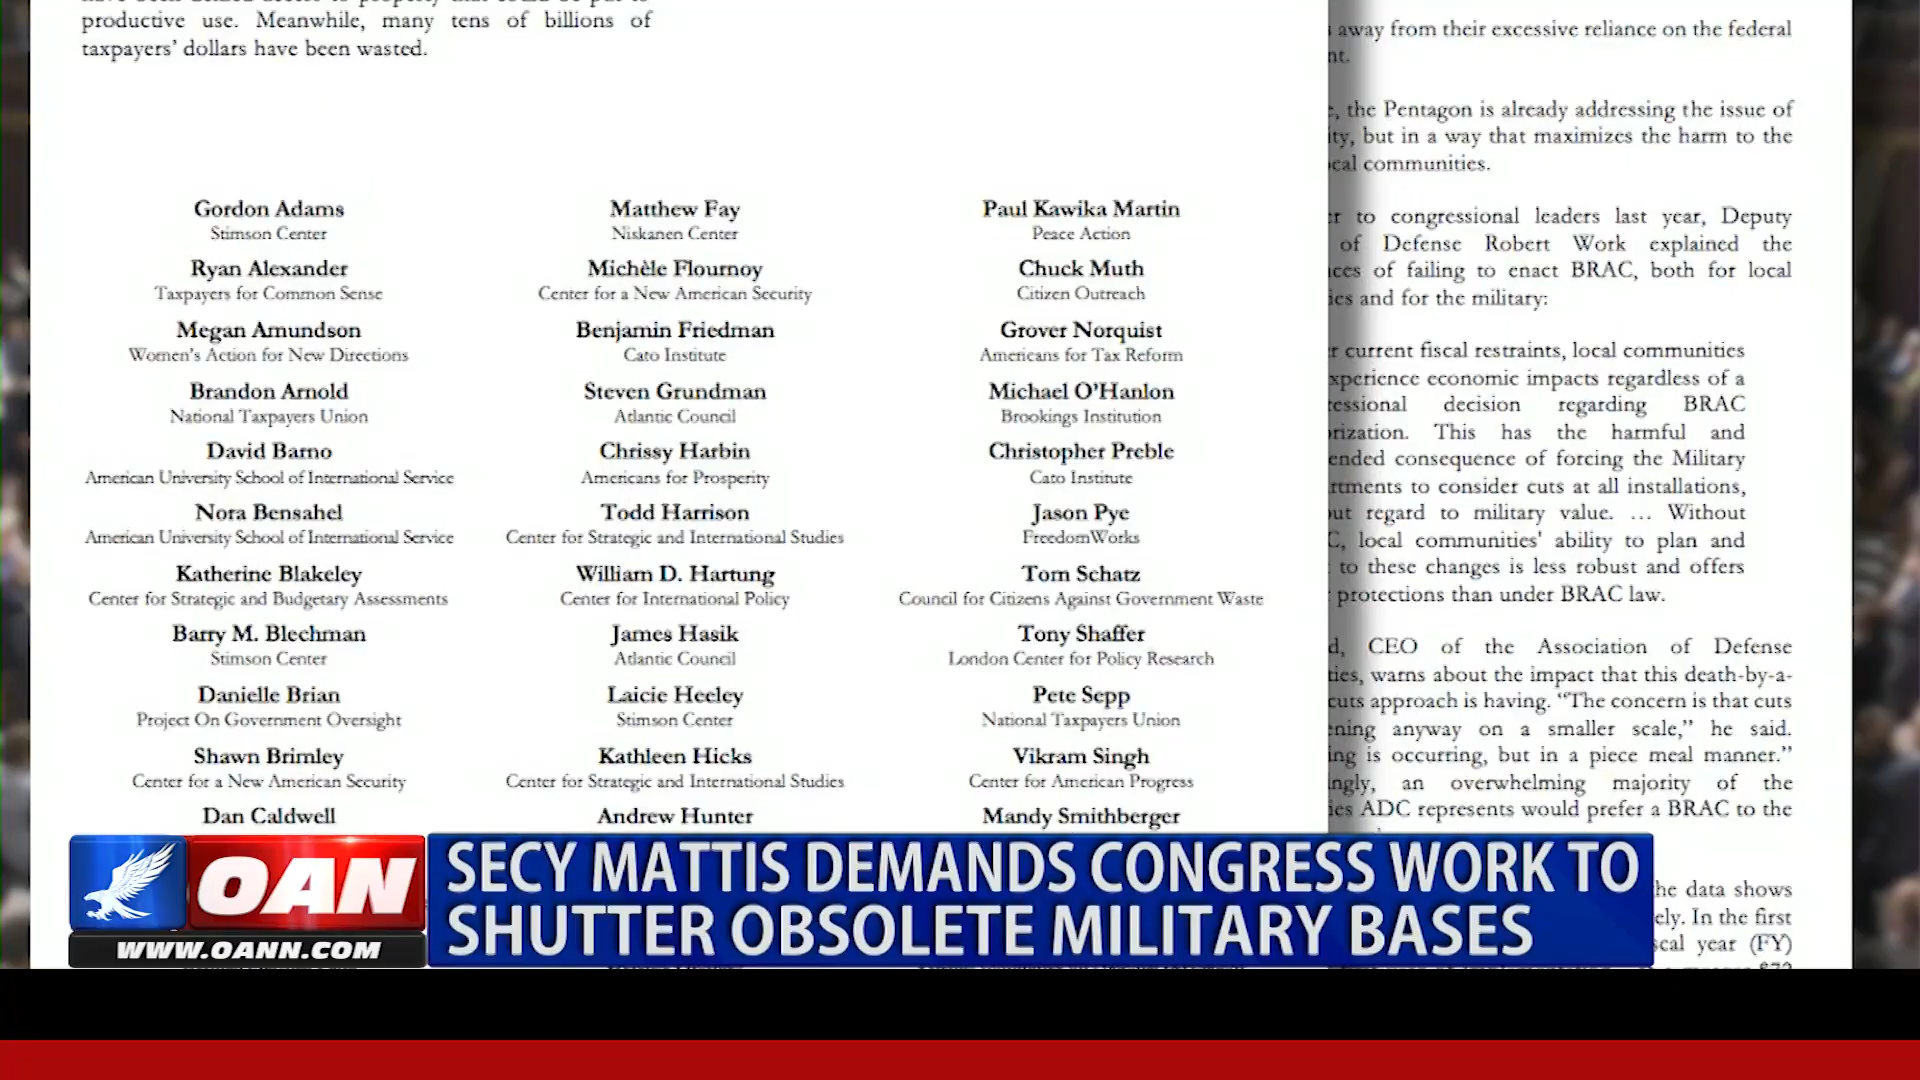 productive use. Meanwhile, many tens of billions of
taxpayers' dollars have been wasted.
Gordon Adams
Stimson Center
Ryan Alexander
Taxpayers for Common Sense
Megan Amundson
Women's Action for New Directions
Brandon Arnold
National Taxpayers Union
David Barno
American University School of International Service
Nora Bensahel
American University School of International Service
Katherine Blakeley
Center for Strategic and Budgetary Assessments
Barry M. Blechman
Stimson Center
Danielle Brian
Project On Government Oversight
Shawn Brimley
Center for a New American Security
Dan Caldwell
Matthew Fay
Niskanen Center
Michèle Flournoy
Center for a New American Security
Benjamin Friedman
Cato Institute
Steven Grundman
Atlantic Council
Chrissy Harbin
Americans for Prosperity
Todd Harrison
Center for Strategic and International Studies
William D. Hartung
Center for International Policy
James Hasik
Atlantic Council
Laicie Heeley
Stimson Center
Kathleen Hicks
Center for Strategic and International Studies
Andrew Hunter
Paul Kawika Martin
Peace Action
Chuck Muth
Citizen Outreach
Grover Norquist
Americans for Tax Reform
Michael O'Hanlon
Brookings Institution
Christopher Preble
Cato Institute
Jason Pye
FreedomWorks
Tom Schatz
Council for Citizens Against Government Waste
Tony Shaffer
London Center for Policy Research
Pete Sepp
National Taxpayers Union
Vikram Singh
Center for American Progress
Mandy Smithberger
away from their excessive reliance on the federal
the Pentagon is already addressing the issue of
but in a way that maximizes the harm to the
communities.
to congressional leaders last year, Deputy
of Defense Robert Work explained the
of failing to enact BRAC, both for local
and for the military:
current fiscal restraints, local communities
experience economic impacts regardless of a
decision regarding BRAC
This has the harmful and
consequence of forcing the Military
to consider cuts at all installations,
regard to military value. … Without
local communities' ability to plan and
to these changes is less robust and offers
protections than under BRAC law.
CEO of the Association of Defense
warns about the impact that this death-by-a-
cuts approach is having. “The concern is that cuts
anyway on a smaller scale,” he said.
is occurring, but in a piece meal manner.”
an overwhelming majority of the
ADC represents would prefer a BRAC to the
the data shows
In the first
year (FY)
OAN
WWW.OANN.COM
SECY MATTIS DEMANDS CONGRESS WORK TO
SHUTTER OBSOLETE MILITARY BASES